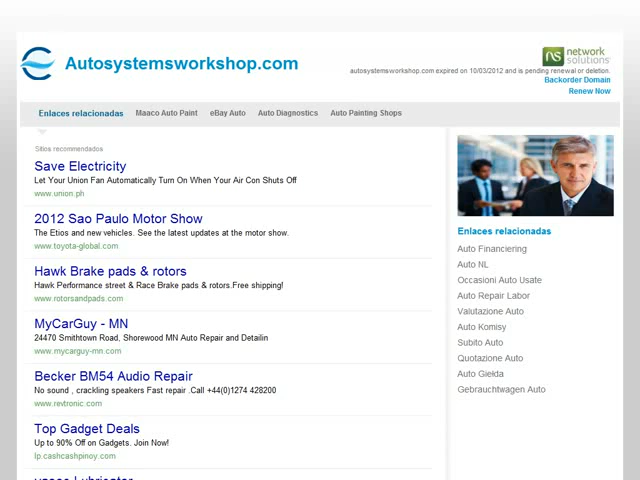 Autosystemsworkshop.com
network
ns solutions
autosystemsworkshop.com expired on 10/03/2012 and is pending renewal or deletion.
Backorder Domain
Renew Now
Enlaces relacionadas Maaco Auto Paint eBay Auto Auto Diagnostics Auto Painting Shops
Sitios recomendados
Save Electricity
Let Your Union Fan Automatically Turn On When Your Air Con Shuts Off
www.union.ph
2012 Sao Paulo Motor Show
The Etios and new vehicles. See the latest updates at the motor show.
www.toyota-global.com
Hawk Brake pads & rotors
Hawk Performance street & Race Brake pads & rotors.Free shipping!
www.rotorsandpads.com
MyCarGuy - MN
24470 Smithtown Road, Shorewood MN Auto Repair and Detailin
www.mycarguy-mn.com
Becker BM54 Audio Repair
No sound , crackling speakers Fast repair .Call +44(0)1274 428200
www.revtronic.com
Top Gadget Deals
Up to 90% Off on Gadgets. Join Now!
lp.cashcashpinoy.com
Enlaces relacionadas
Auto Financiering
Auto NL
Occasioni Auto Usate
Auto Repair Labor
Valutazione Auto
Auto Komisy
Subito Auto
Quotazione Auto
Auto Giełda
Gebrauchtwagen Auto